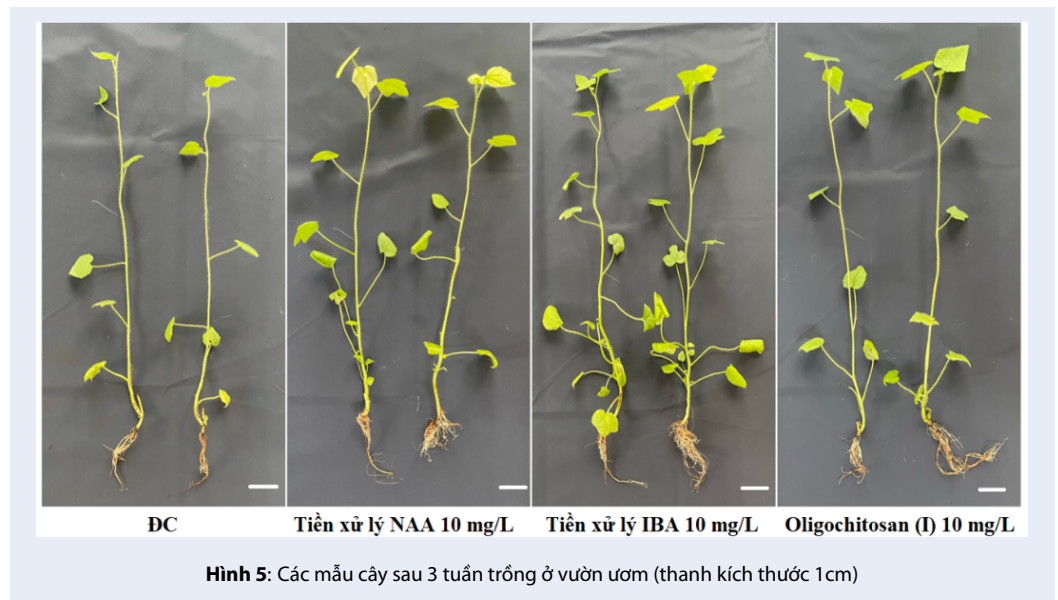 ĐC
Tiền xử lý NAA 10 mg/L
Tiền xử lý IBA 10 mg/L
Oligochitosan (I) 10 mg/L
Hình 5: Các mẫu cây sau 3 tuần trồng ở vườn ươm (thanh kích thước 1cm)